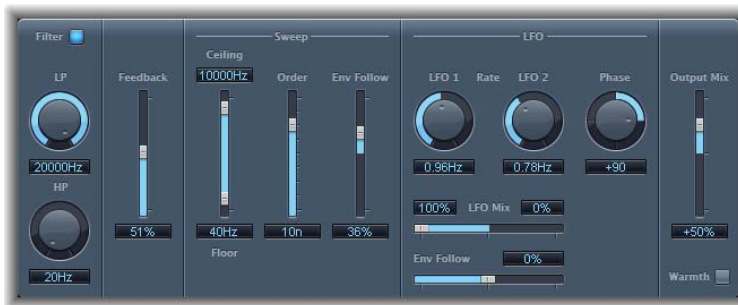 Filter
Sweep
LFO
Ceiling
LP
Feedback
10000Hz
Order
Env Follow
LFO 1
Rate
LFO 2
Phase
Output Mix
20000Hz
0.96Hz
0.78Hz
+90
HP
100%
LFO Mix
0%
51%
40Hz
10n
36%
+50%
Floor
Env Follow
0%
20Hz
Warmth